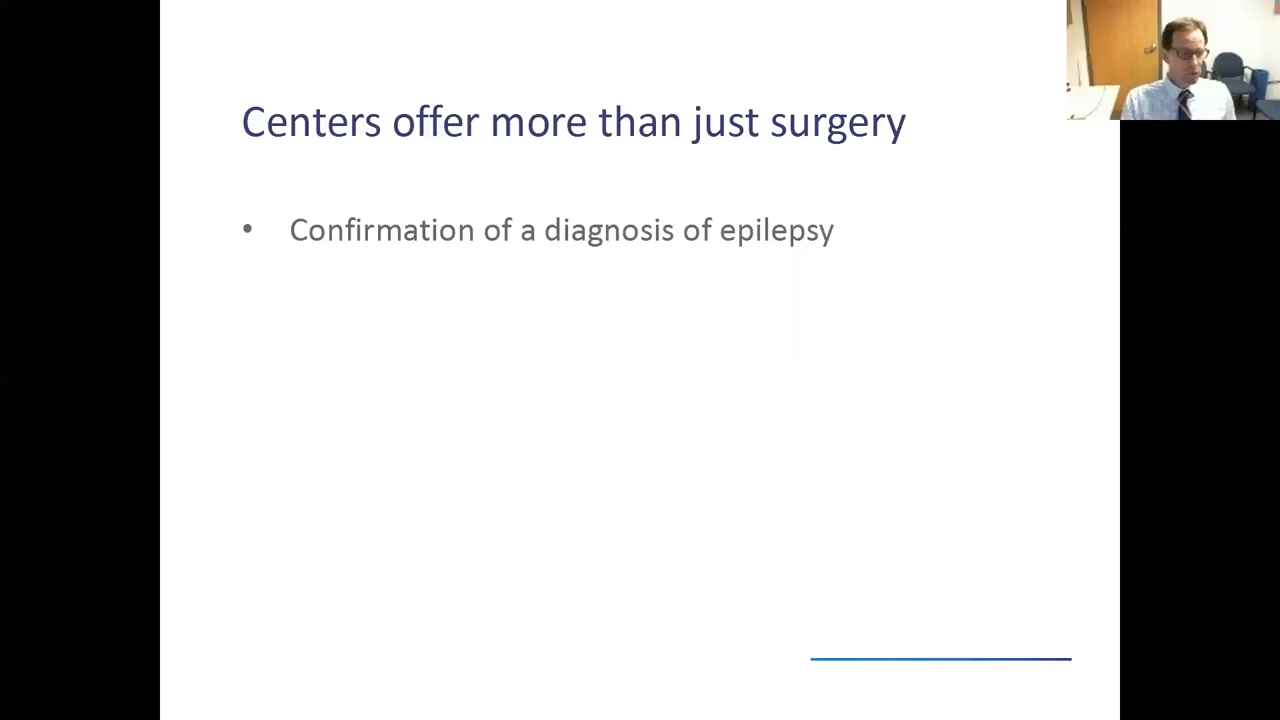 Centers offer more than just surgery
• Confirmation of a diagnosis of epilepsy